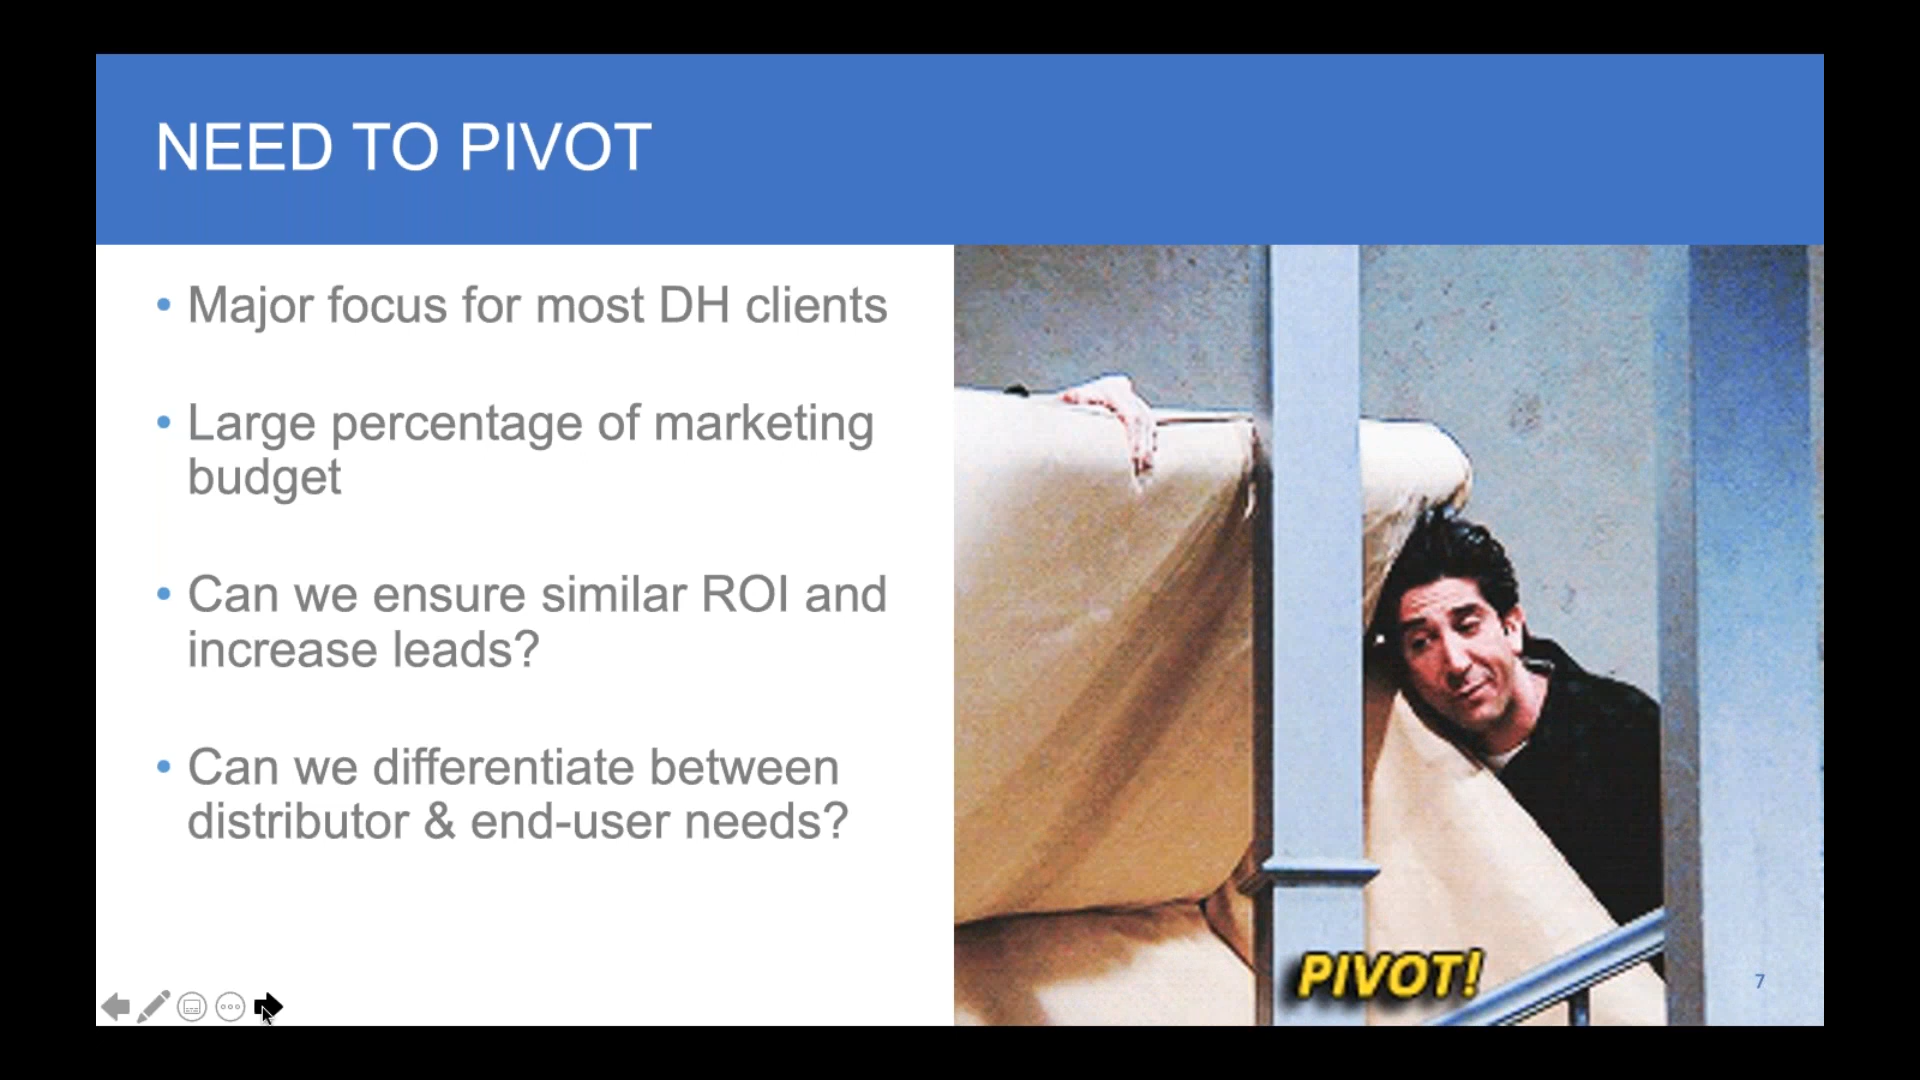 NEED TO PIVOT
• Major focus for most DH clients
• Large percentage of marketing
budget
• Can we ensure similar ROI and
increase leads?
• Can we differentiate between
distributor & end-user needs?
PIVOT!
7